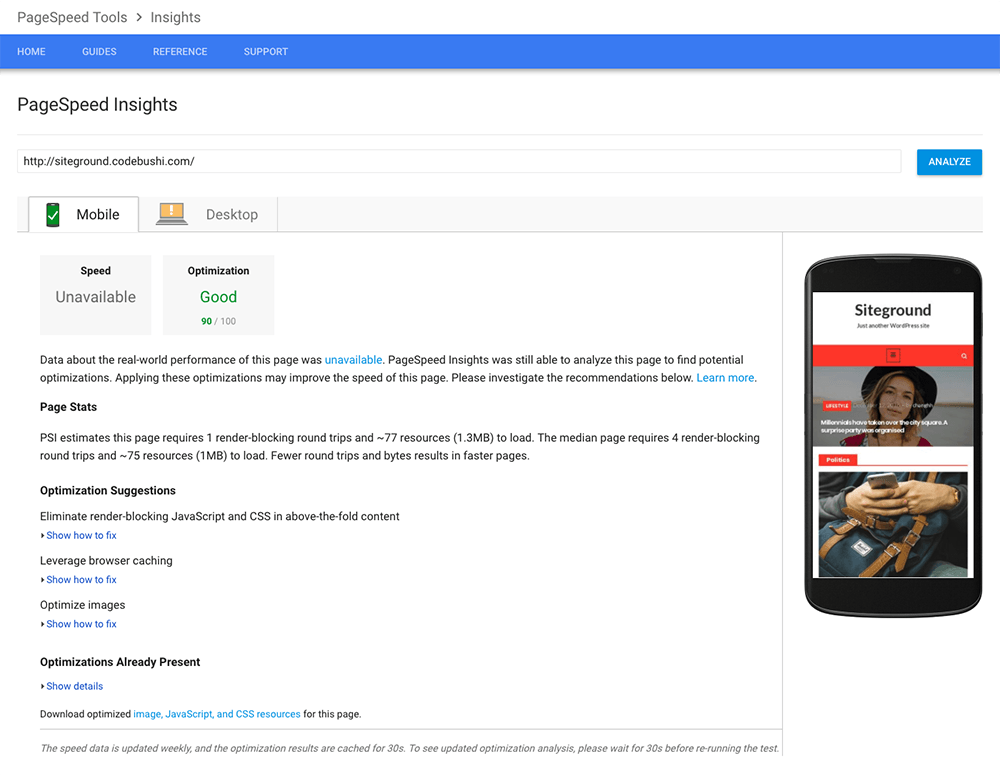 PageSpeed Tools > Insights
HOME GUIDES REFERENCE SUPPORT
PageSpeed Insights
http://siteground.codebushi.com/
ANALYZE
Mobile
Desktop
Speed
Unavailable
Optimization
Good
90 / 100
Data about the real-world performance of this page was unavailable. PageSpeed Insights was still able to analyze this page to find potential
optimizations. Applying these optimizations may improve the speed of this page. Please investigate the recommendations below. Learn more.
Page Stats
PSI estimates this page requires 1 render-blocking round trips and ~77 resources (1.3MB) to load. The median page requires 4 render-blocking
round trips and ~75 resources (1MB) to load. Fewer round trips and bytes results in faster pages.
Optimization Suggestions
Eliminate render-blocking JavaScript and CSS in above-the-fold content
Show how to fix
Leverage browser caching
Show how to fix
Optimize images
Show how to fix
Optimizations Already Present
Show details
Download optimized image, JavaScript, and CSS resources for this page.
The speed data is updated weekly, and the optimization results are cached for 30s. To see updated optimization analysis, please wait for 30s before re-running the test.
Siteground
Just another WordPress site
LIFESTYLE
Millennials have taken over the city square. A
surprise party was organised
Politics